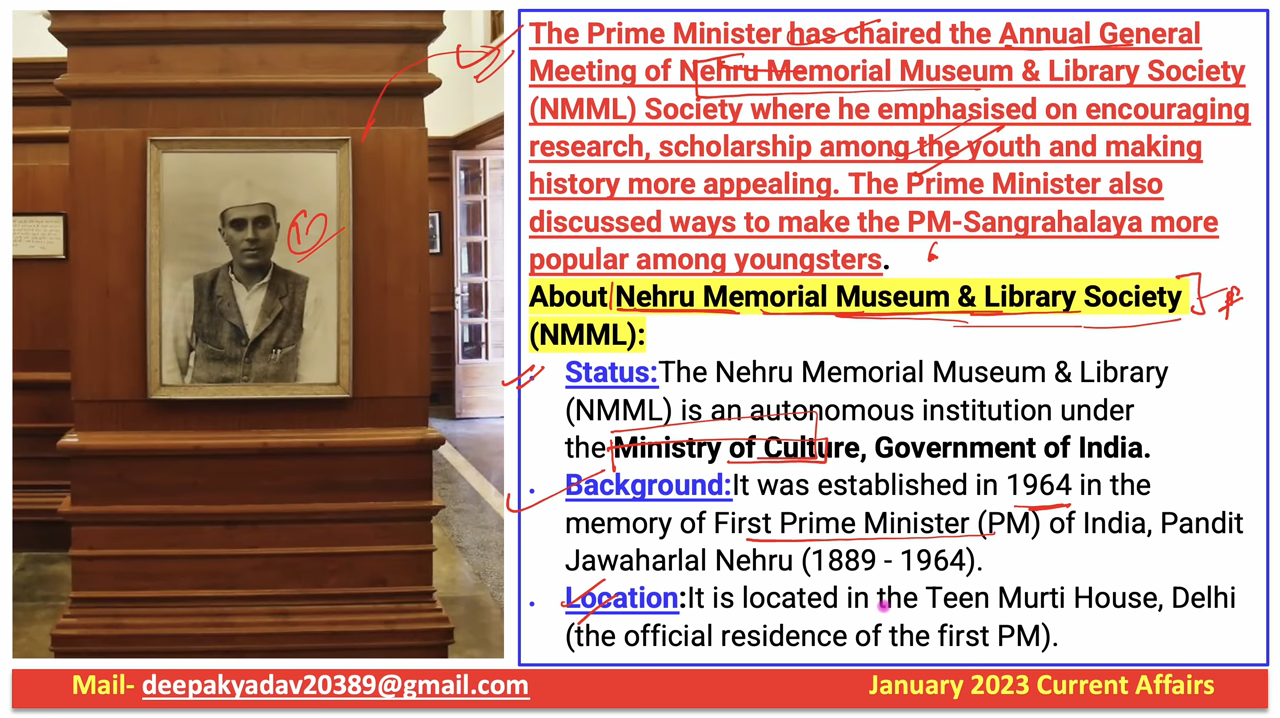 The Prime Minister has chaired the Annual General
Meeting of Nehru Memorial Museum & Library Society
(NMML) Society where he emphasised on encouraging
research, scholarship among the youth and making
history more appealing. The Prime Minister also
discussed ways to make the PM-Sangrahalaya more
popular among youngsters.
About Nehru Memorial Museum & Library Society
(NMML):
Status:The Nehru Memorial Museum & Library
(NMML) is an autonomous institution under
the Ministry of Culture, Government of India.
Background:It was established in 1964 in the
memory of First Prime Minister (PM) of India, Pandit
Jawaharlal Nehru (1889 - 1964).
Location:It is located in the Teen Murti House, Delhi
(the official residence of the first PM).
Mail- deepakyadav20389@gmail.com
January 2023 Current Affairs